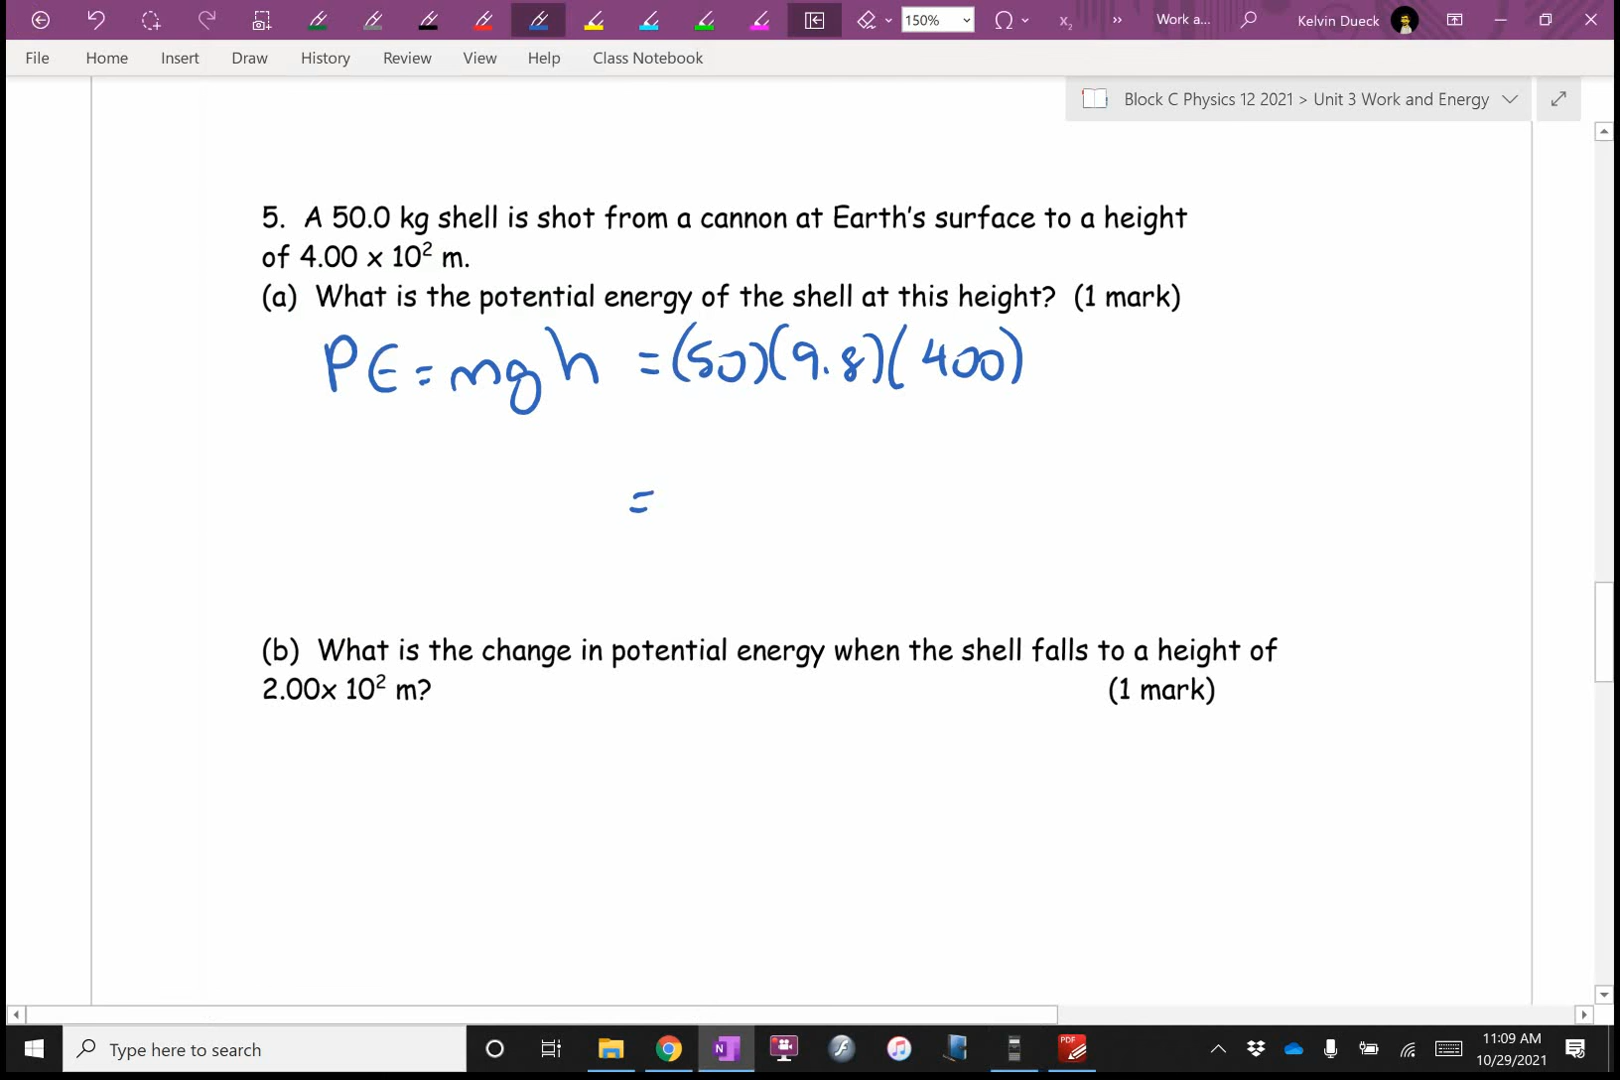 150%
Ω
x₂
Work a...
Kelvin Dueck
File
Home
Insert
Draw
History
Review
View
Help
Class Notebook
Block C Physics 12 2021 > Unit 3 Work and Energy
5. A 50.0 kg shell is shot from a cannon at Earth's surface to a height
of 4.00 x 10² m.
(a) What is the potential energy of the shell at this height? (1 mark)
PE = mgh = (50)(9.8)(400)
=
(b) What is the change in potential energy when the shell falls to a height of
2.00x 10² m? (1 mark)
Type here to search
PDF
11:09 AM
10/29/2021